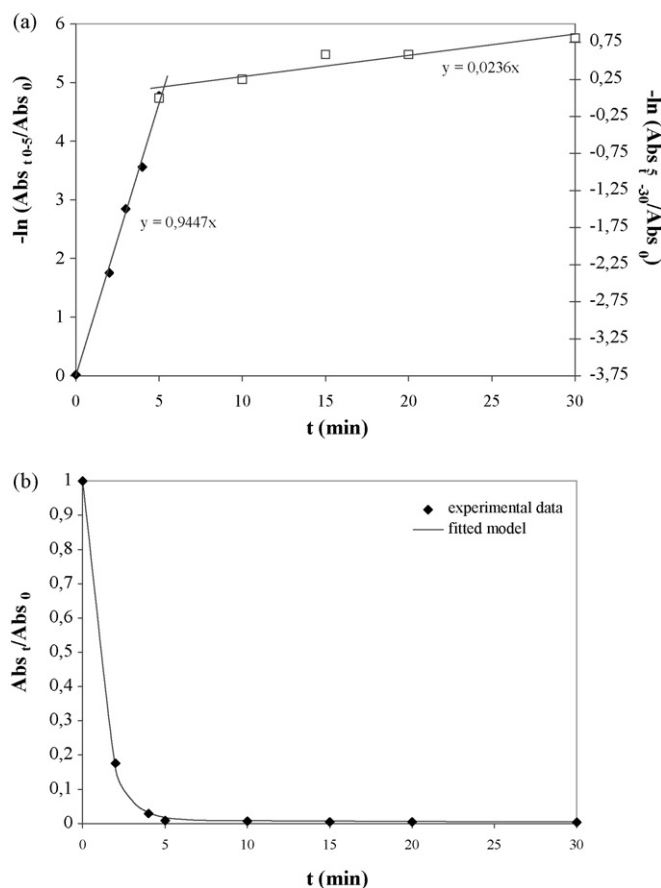 (a)
6
5
4
3
2
1
0
-ln (Abs t 0-5/Abs 0)
0,75
0,25
-0,25
-0,75
-1,25
-1,75
-2,25
-2,75
-3,25
-3,75
-ln (Abs t 5-30/Abs 0)
y = 0,0236x
y = 0,9447x
0 5 10 15 20 25 30
t (min)
(b)
1
0,9
0,8
0,7
0,6
0,5
0,4
0,3
0,2
0,1
0
Abs t/Abs 0
experimental data
fitted model
0 5 10 15 20 25 30
t (min)